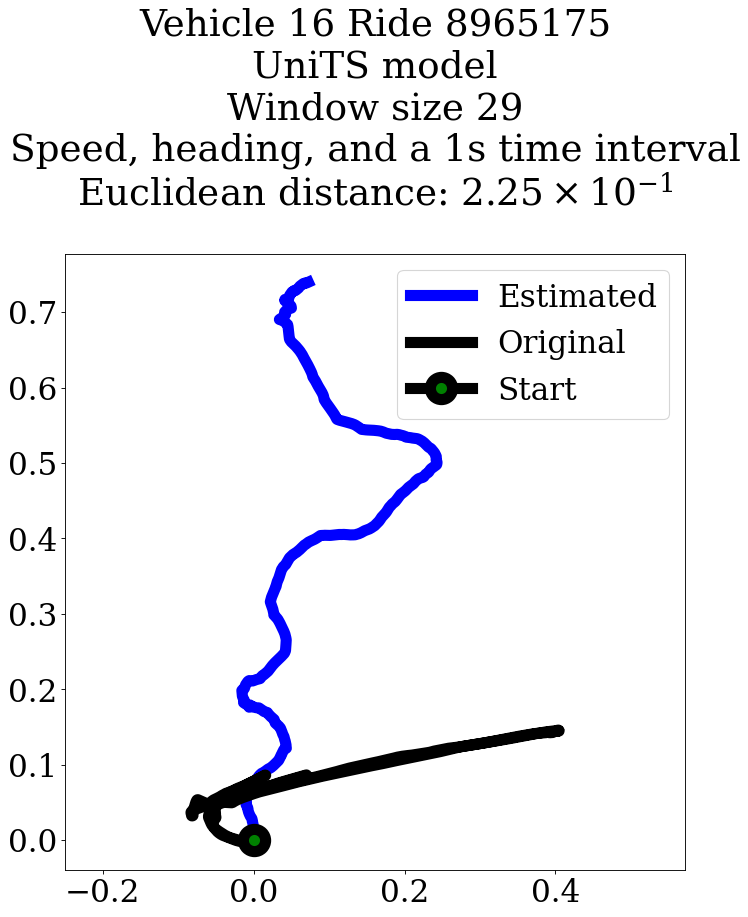 Vehicle 16 Ride 8965175
UniTS model
Window size 29
Speed, heading, and a 1s time interval
Euclidean distance: $2.25 \times 10^{-1}$
Estimated
Original
Start
0.7
0.6
0.5
0.4
0.3
0.2
0.1
0.0
−0.2 0.0 0.2 0.4